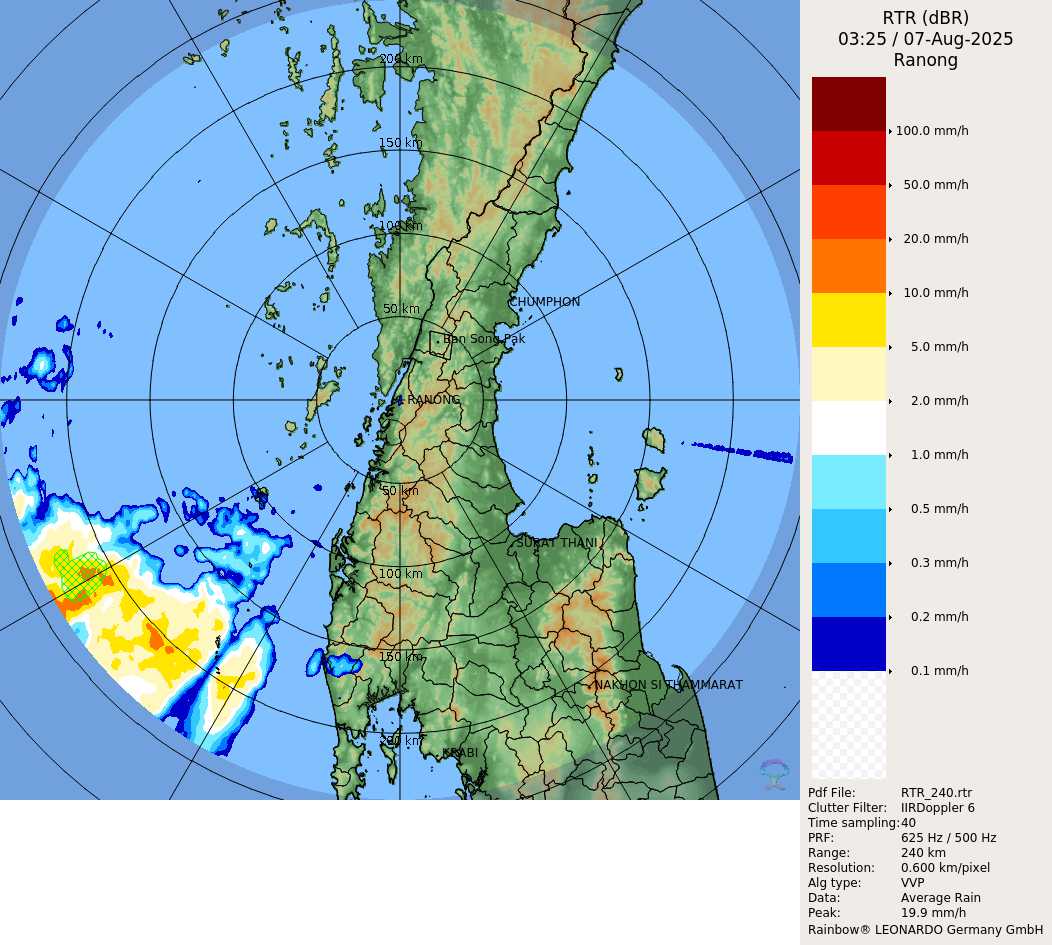 RTR (dBR)
03:25 / 07-Aug-2025
Ranong
200 km
150 km
100 km
50 km
CHUMPHON
Ban Song Pak
RANONG
50 km
SURAT THANI
100 km
150 km
NAKHON SI THAMMARAT
200 km
KRABI
100.0 mm/h
50.0 mm/h
20.0 mm/h
10.0 mm/h
5.0 mm/h
2.0 mm/h
1.0 mm/h
0.5 mm/h
0.3 mm/h
0.2 mm/h
0.1 mm/h
Pdf File: RTR_240.rtr
Clutter Filter: IIRDoppler 6
Time sampling:40
PRF: 625 Hz / 500 Hz
Range: 240 km
Resolution: 0.600 km/pixel
Alg type: VVP
Data: Average Rain
Peak: 19.9 mm/h
Rainbow® LEONARDO Germany GmbH